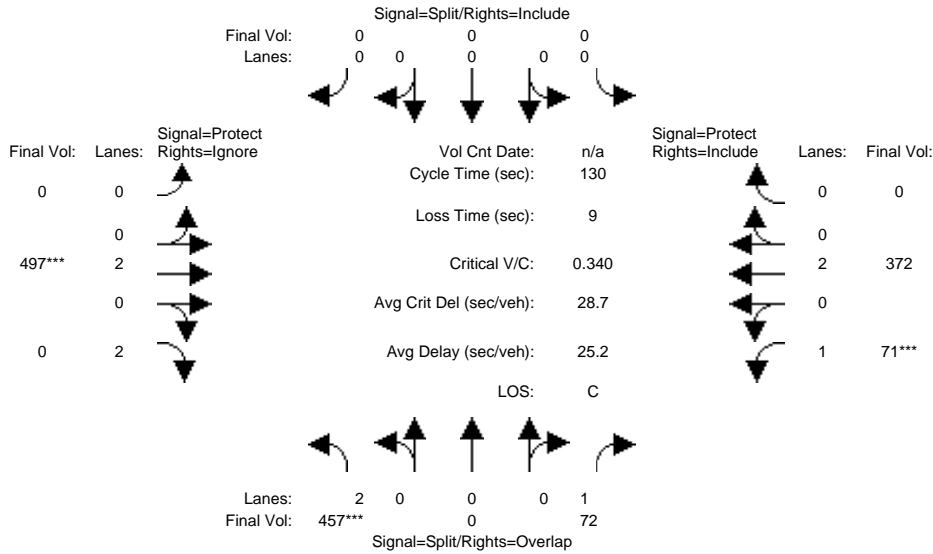 Signal=Split/Rights=Include
Final Vol: 0 0 0
Lanes: 0 0 0 0 0
Signal=Protect Signal=Protect
Final Vol: Lanes: Rights=Ignore Vol Cnt Date: n/a Rights=Include Lanes: Final Vol:
Cycle Time (sec): 130
0 0 0 0
Loss Time (sec): 9
0 0
497*** 2 Critical V/C: 0.340 2 372
0 Avg Crit Del (sec/veh): 28.7 0
0 2 Avg Delay (sec/veh): 25.2 1 71***
LOS: C
Lanes: 2 0 0 0 1
Final Vol: 457*** 0 72
Signal=Split/Rights=Overlap